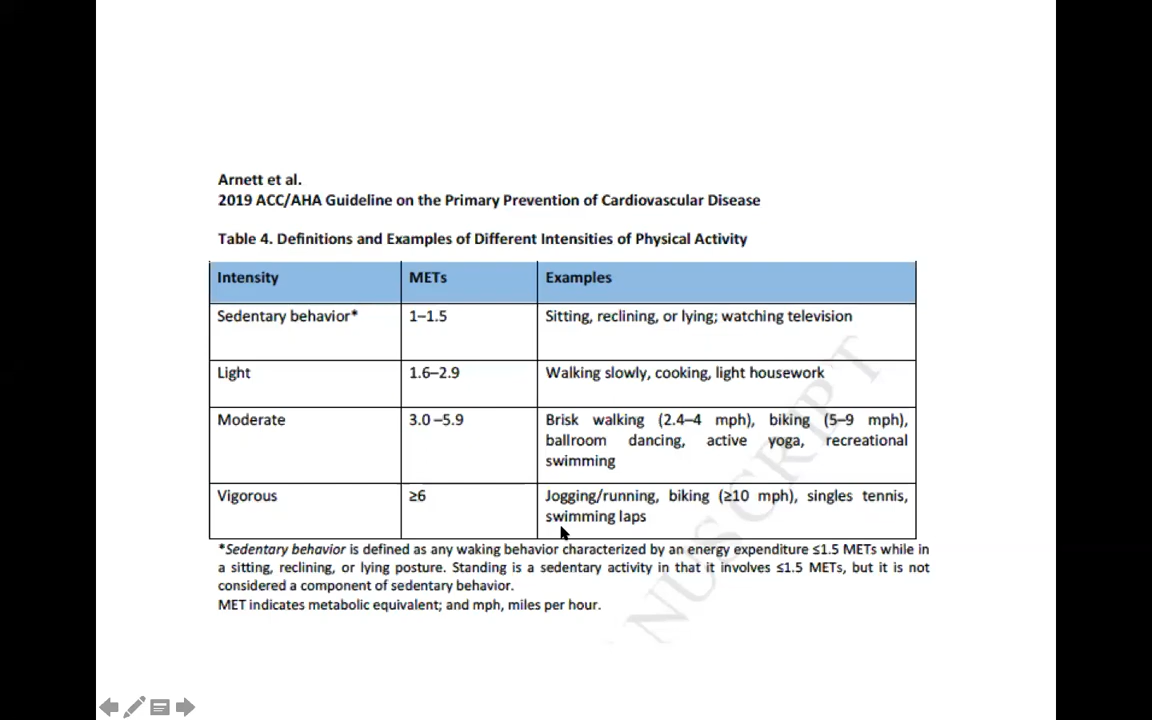 Arnett et al.
2019 ACC/AHA Guideline on the Primary Prevention of Cardiovascular Disease
Table 4. Definitions and Examples of Different Intensities of Physical Activity
Intensity METs Examples
Sedentary behavior* 1–1.5 Sitting, reclining, or lying; watching television
Light 1.6–2.9 Walking slowly, cooking, light housework
Moderate 3.0 –5.9 Brisk walking (2.4–4 mph), biking (5–9 mph),
ballroom dancing, active yoga, recreational
swimming
Vigorous ≥6 Jogging/running, biking (≥10 mph), singles tennis,
swimming laps
*Sedentary behavior is defined as any waking behavior characterized by an energy expenditure ≤1.5 METs while in
a sitting, reclining, or lying posture. Standing is a sedentary activity in that it involves ≤1.5 METs, but it is not
considered a component of sedentary behavior.
MET indicates metabolic equivalent; and mph, miles per hour.
NUSCRIPT